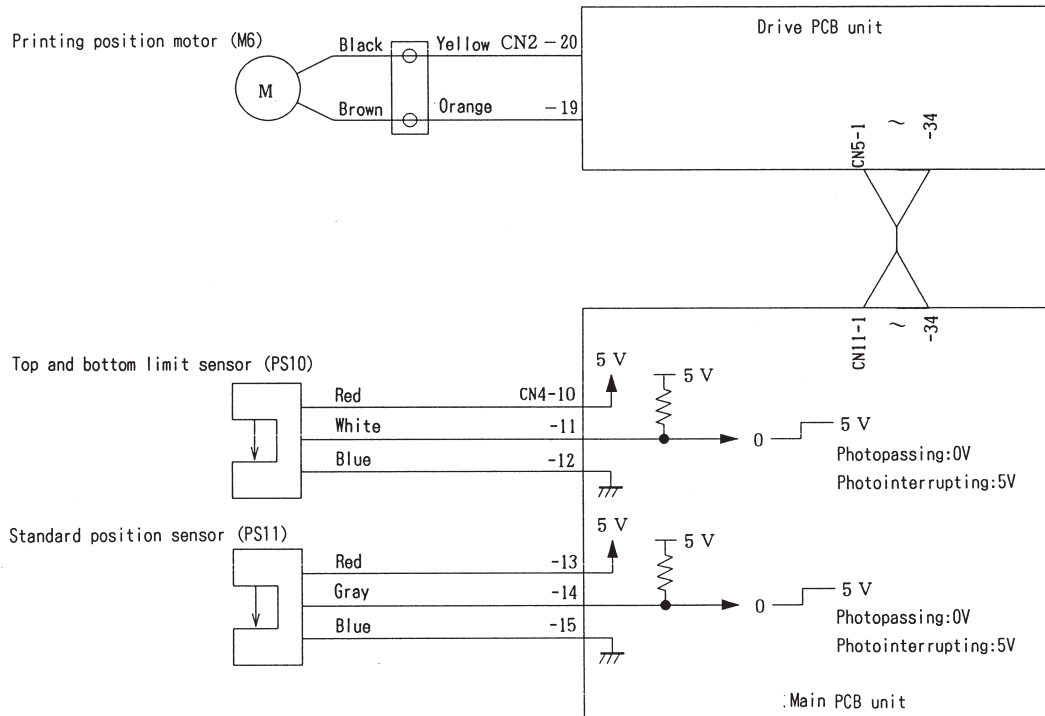 Drive PCB unit
Printing position motor (M6)
Black
Yellow CN2 – 20
M
Brown
Orange
– 19
CN5-1
~
-34
CN11-1
~
-34
Top and bottom limit sensor (PS10)
5 V
5 V
Red
CN4-10
White
-11
0
5 V
Photopassing:0V
Blue
-12
Photointerrupting:5V
Standard position sensor (PS11)
5 V
5 V
Red
-13
Gray
-14
0
5 V
Photopassing:0V
Blue
-15
Photointerrupting:5V
Main PCB unit